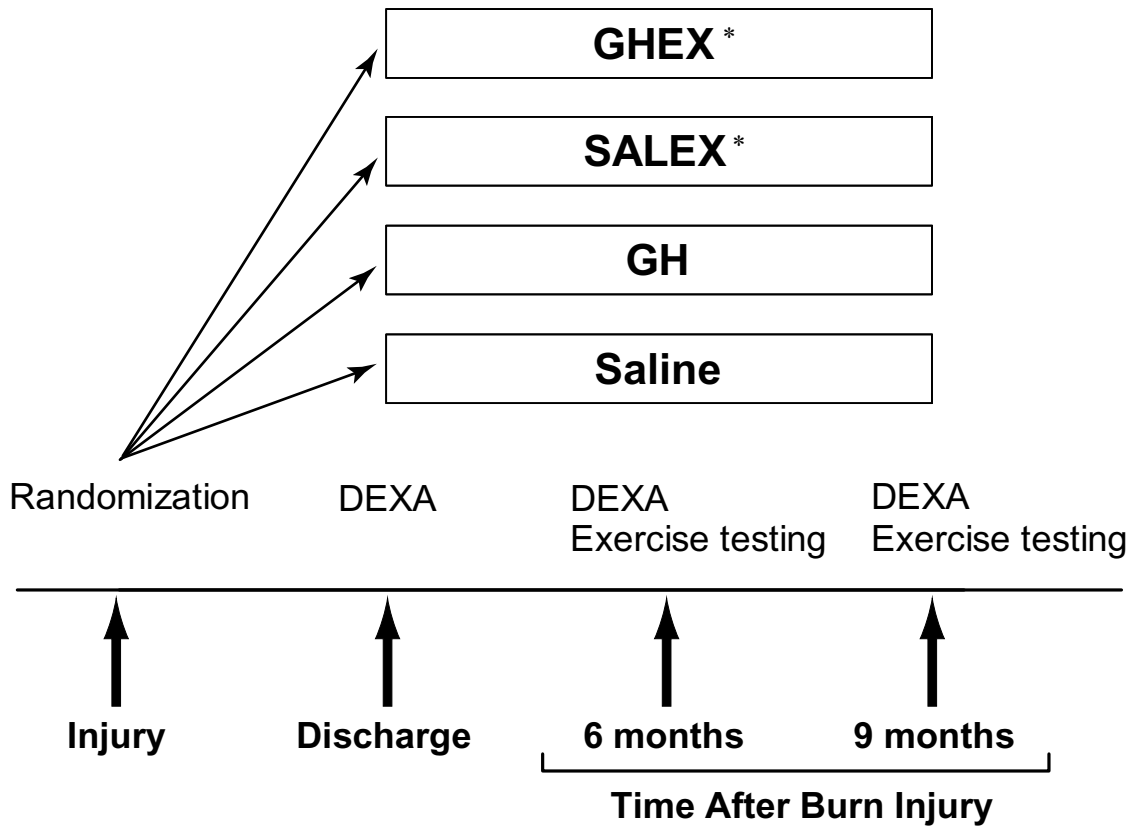 GHEX *
SALEX *
GH
Saline
Randomization
DEXA
DEXA
Exercise testing
DEXA
Exercise testing
Injury
Discharge
6 months
9 months
Time After Burn Injury